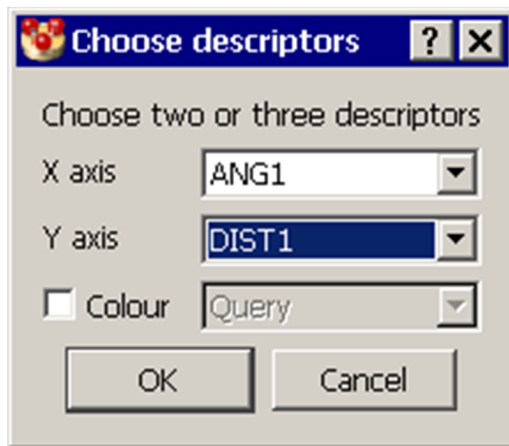 Choose descriptors ?
Choose two or three descriptors
X axis ANG1
Y axis DIST1
Colour Query
OK Cancel